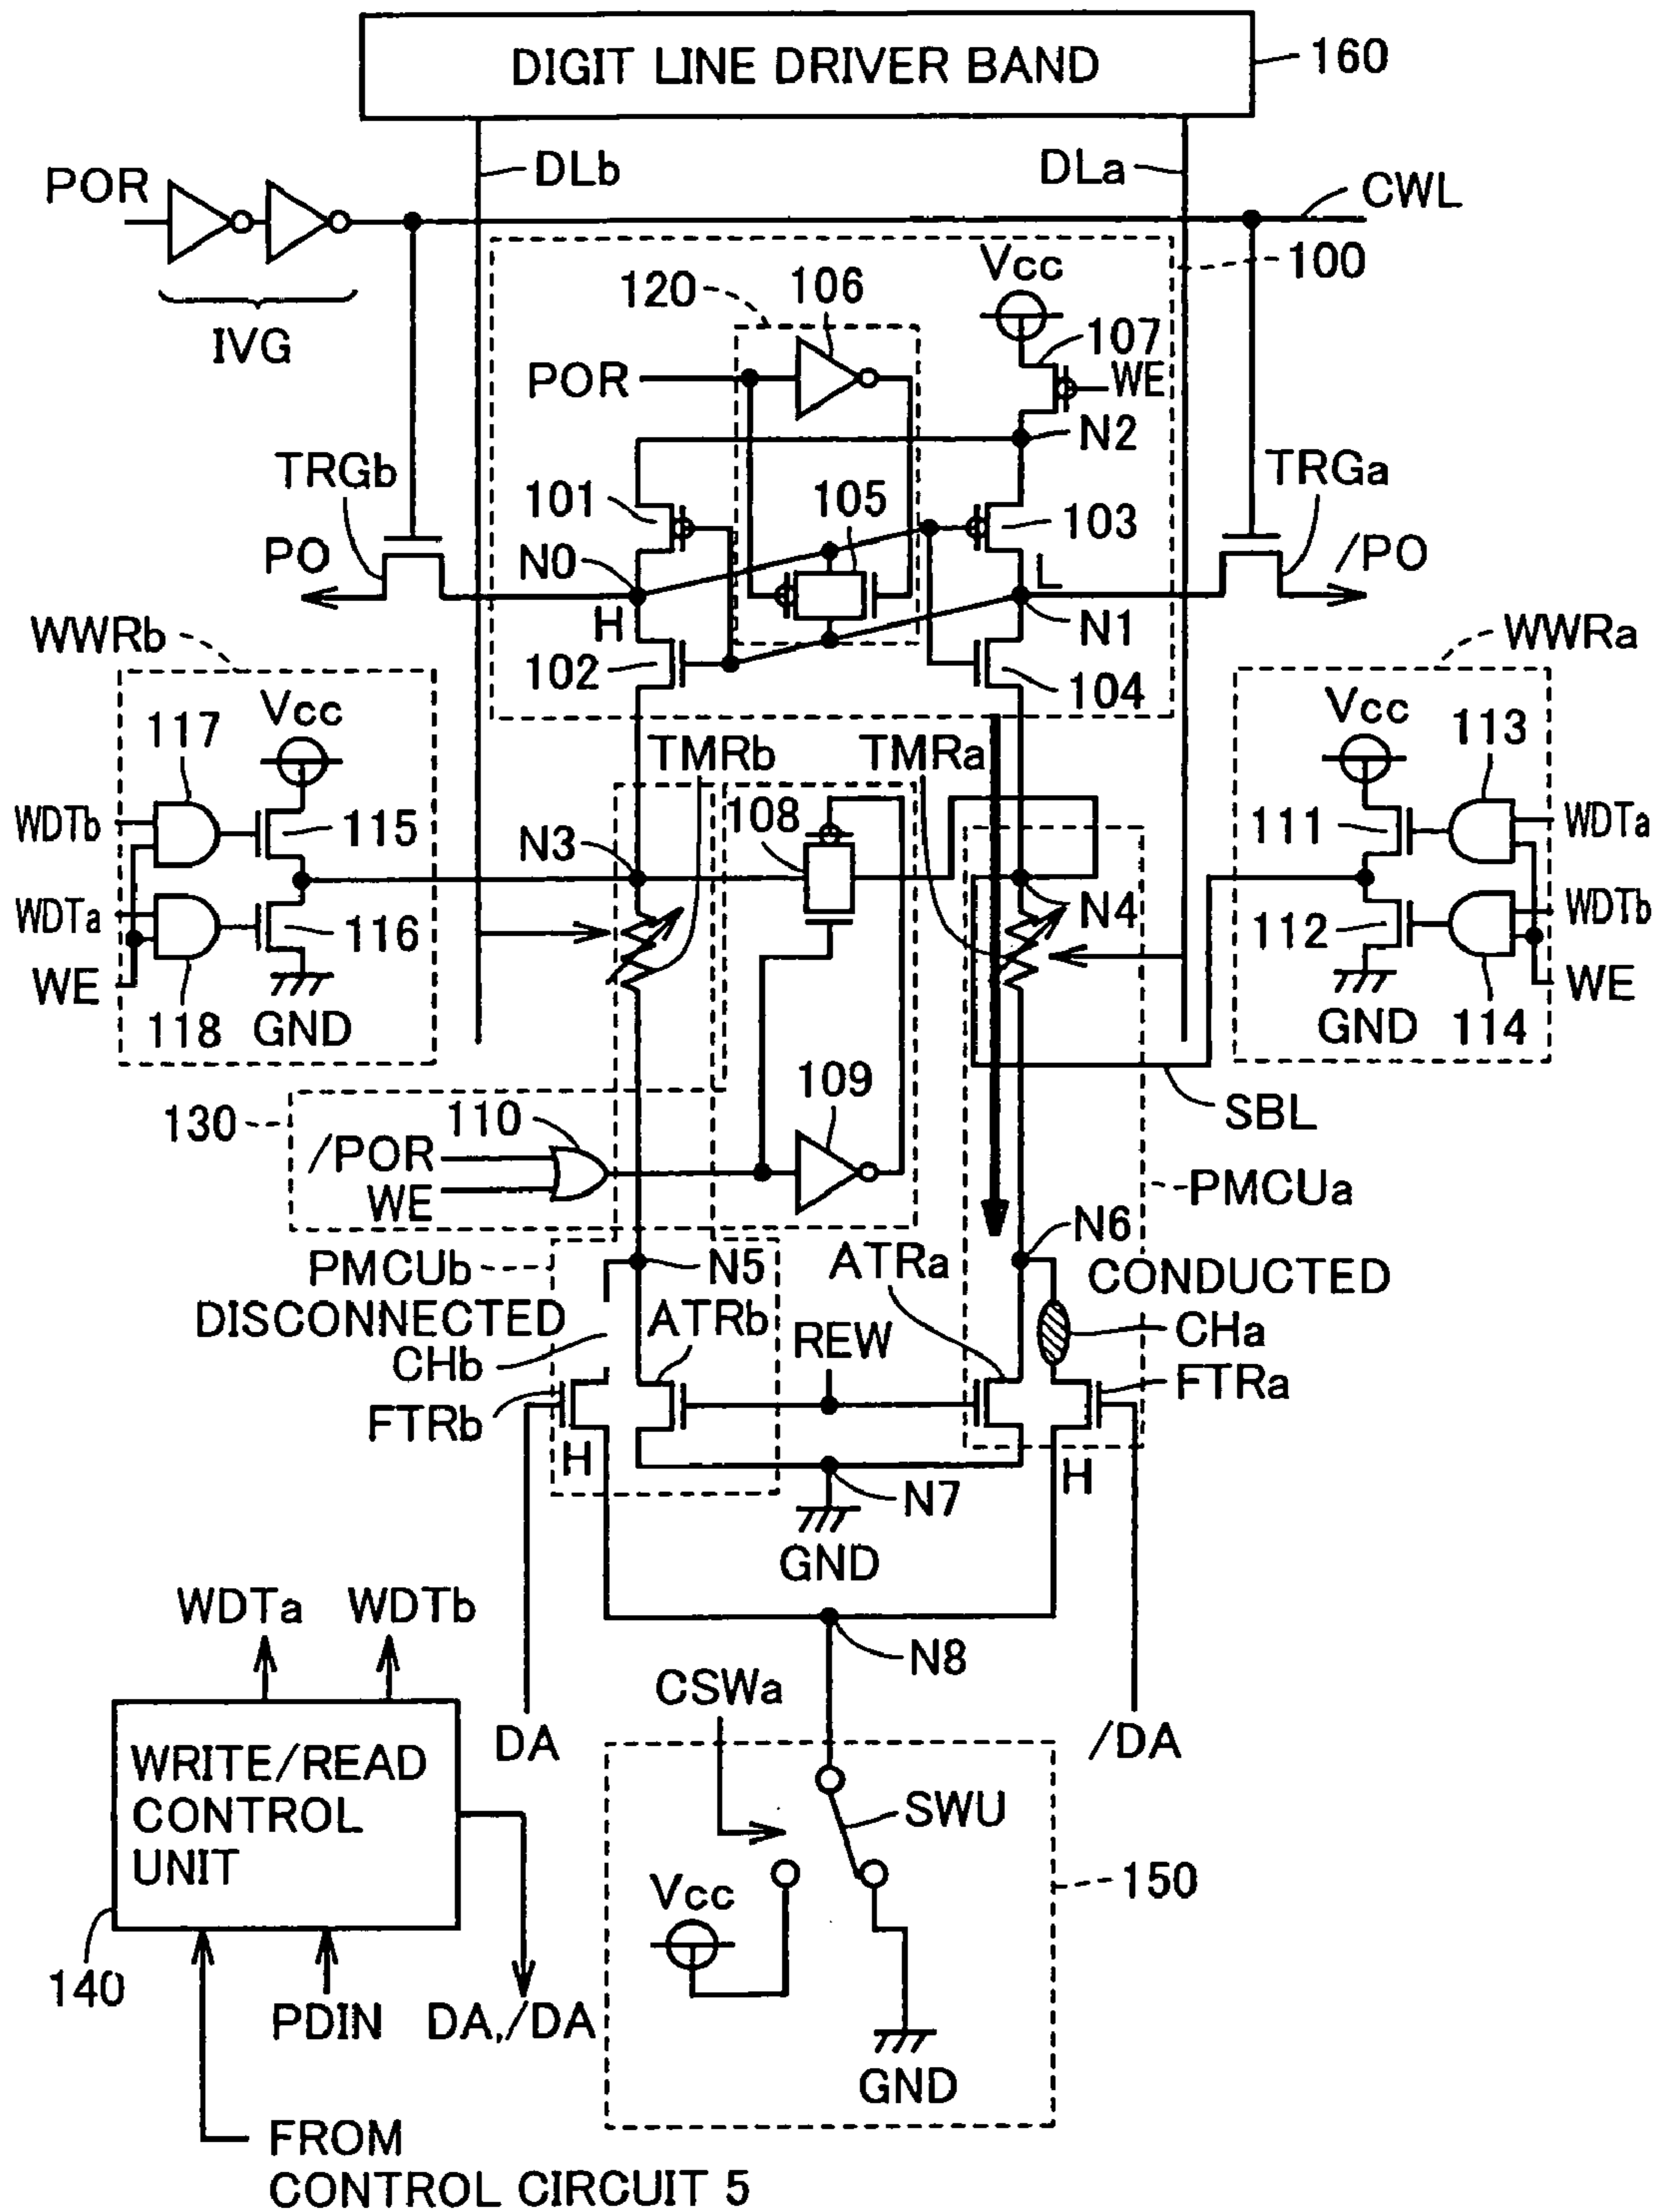 DIGIT LINE DRIVER BAND
160
DLb
DLa
POR
CWL
IVG
100
Vcc
120
106
107
POR
WE
N2
TRGb
TRGa
101
105
103
PO
N0
L
/PO
H
N1
WWRb
WWRa
102
104
Vcc
Vcc
117
113
TMRb
TMRa
WDTb
115
108
111
WDTa
N3
N4
WDTa
116
112
WDTb
WE
WE
118
GND
GND
114
109
SBL
130
110
/POR
WE
PMCUa
N6
PMCUb
N5
ATRa
CONDUCTED
DISCONNECTED
ATRb
REW
CHa
CHb
FTRa
FTRb
H
H
N7
GND
WDTa
WDTb
N8
CSWa
DA
/DA
WRITE/READ
CONTROL
UNIT
SWU
Vcc
150
140
PDIN
DA,/DA
GND
FROM
CONTROL CIRCUIT 5